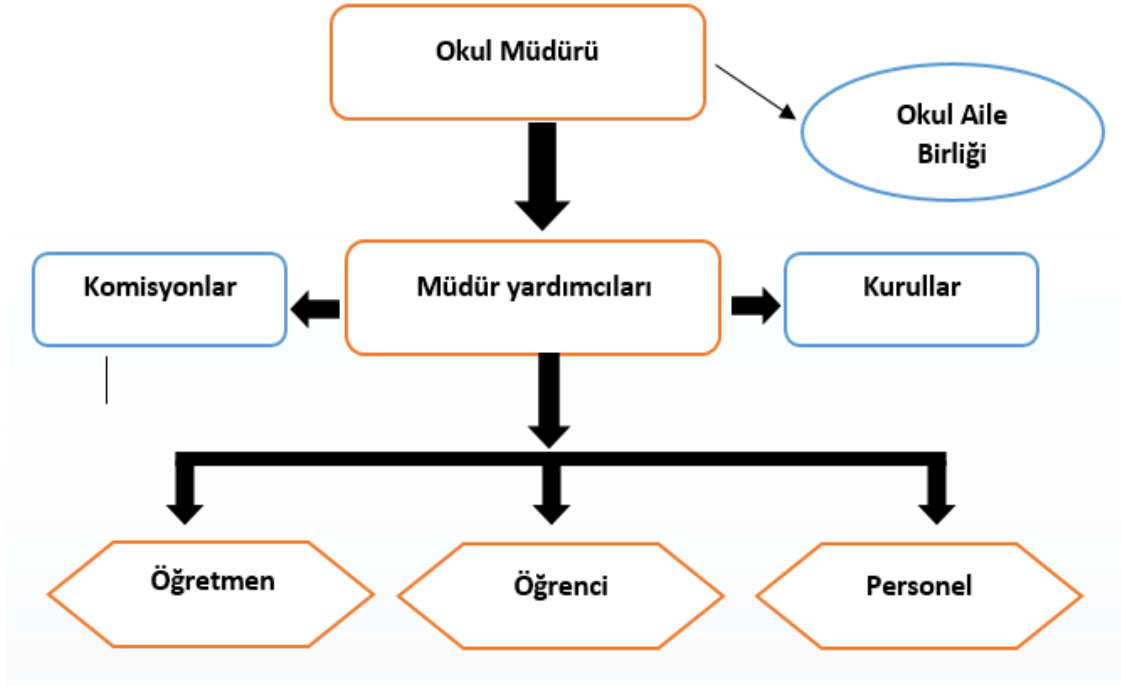 Okul Müdürü
Okul Aile
Birliği
Komisyonlar
Müdür yardımcıları
Kurullar
Öğretmen
Öğrenci
Personel